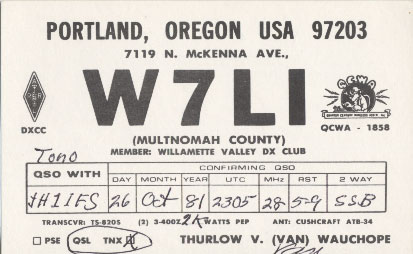 PORTLAND, OREGON USA 97203
7119 N. McKENNA AVE.,
W7LI
DXCC
QCWA - 1858
(MULTNOMAH COUNTY)
MEMBER: WILLAMETTE VALLEY DX CLUB
Tono
QSO WITH CONFIRMING QSO
DAY MONTH YEAR UTC MHz RST 2 WAY
JH1IFS 26 Oct 81 2305 28 5-9 SSB
TRANSCVR: TS-820S (2) 3-400Z 2K WATTS PEP ANT: CUSHCRAFT ATB-34
PSE QSL TNX THURLOW V. (VAN) WAUCHOPE